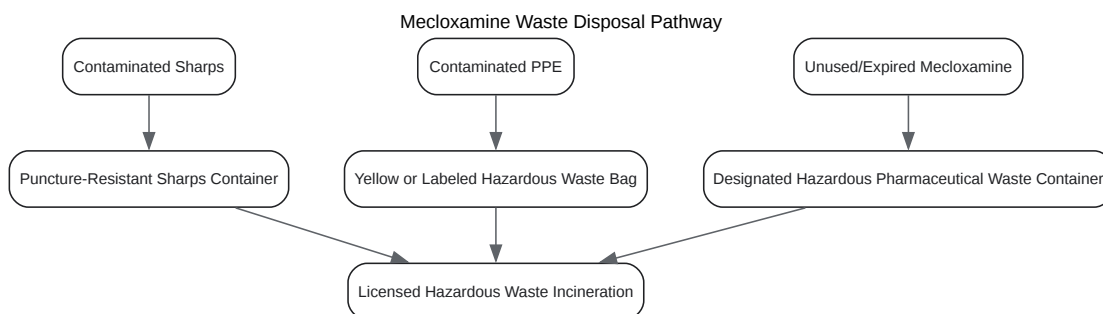 Mecloxamine Waste Disposal Pathway
Contaminated Sharps
Contaminated PPE
Unused/Expired Mecloxamine
Puncture-Resistant Sharps Container
Yellow or Labeled Hazardous Waste Bag
Designated Hazardous Pharmaceutical Waste Container
Licensed Hazardous Waste Incineration